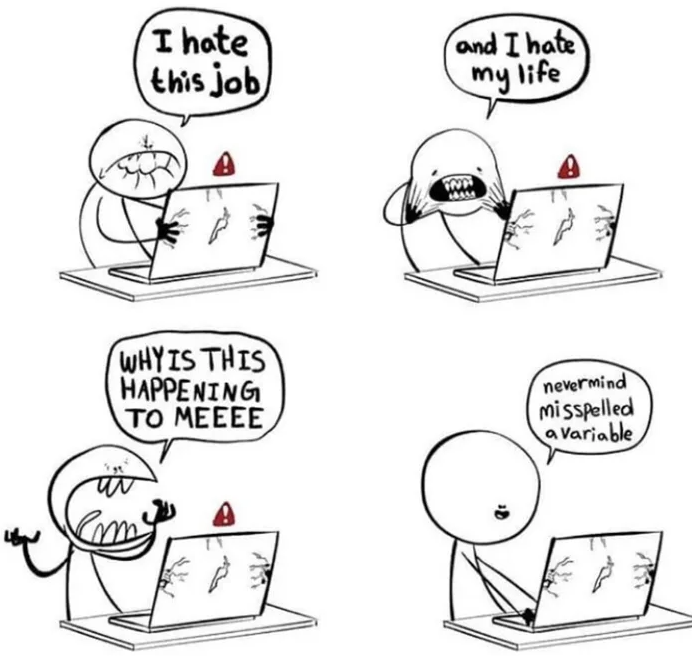 I hate
this job
and I hate
my life
WHY IS THIS
HAPPENING
TO MEEEE
nevermind
misspelled
a variable